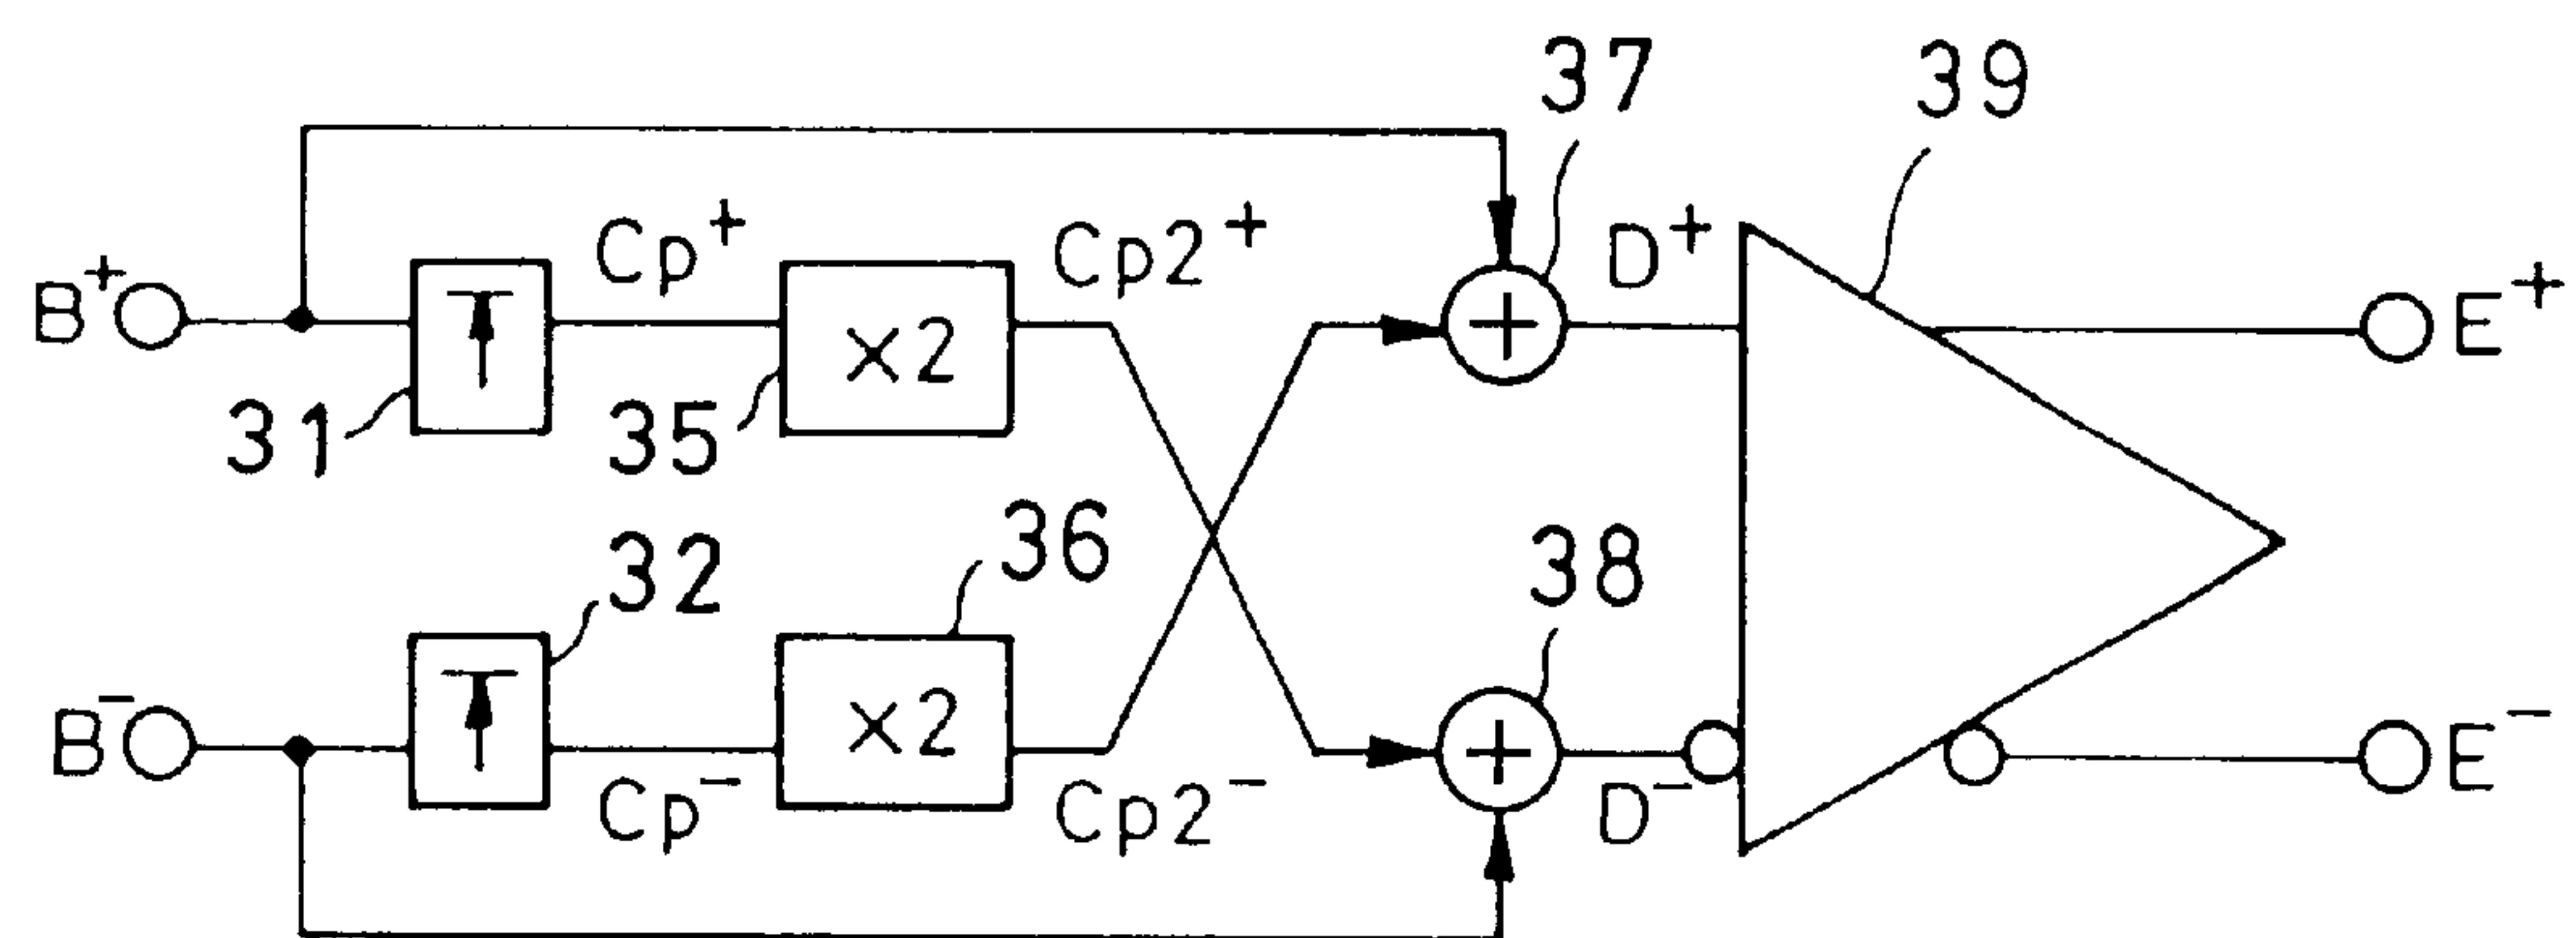 37
39
Cp⁺
Cp2⁺
D⁺
B⁺
E⁺
31
35
×2
36
32
38
×2
B⁻
E⁻
Cp⁻
Cp2⁻
D⁻